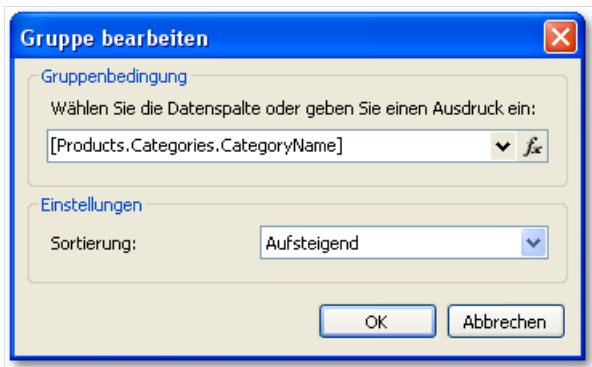 Gruppe bearbeiten
Gruppenbedingung
Wählen Sie die Datenspalte oder geben Sie einen Ausdruck ein:
[Products.Categories.CategoryName]
fx
Einstellungen
Sortierung: Aufsteigend
OK Abbrechen